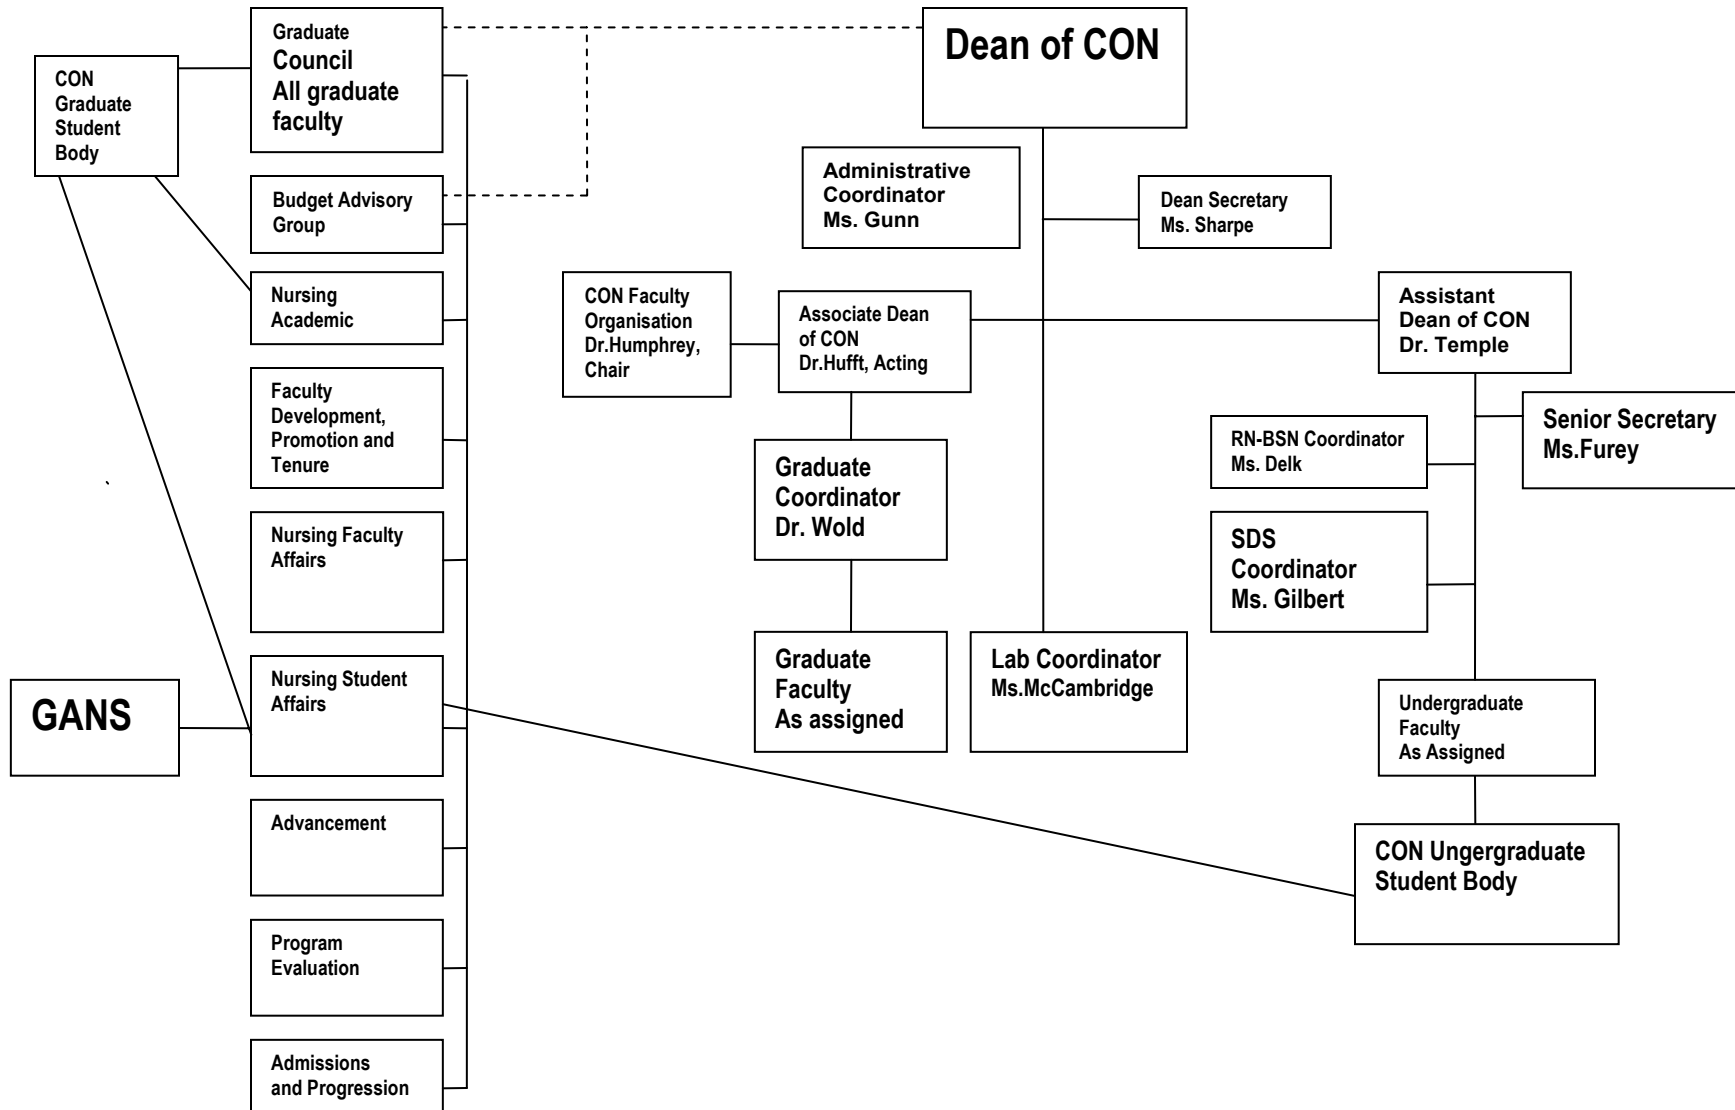 Graduate
Council
All graduate
faculty
Dean of CON
CON
Graduate
Student
Body
Administrative
Coordinator
Ms. Gunn
Budget Advisory
Group
Dean Secretary
Ms. Sharpe
Nursing
Academic
CON Faculty
Organisation
Dr.Humphrey,
Chair
Associate Dean
of CON
Dr.Hufft, Acting
Assistant
Dean of CON
Dr. Temple
Faculty
Development,
Promotion and
Tenure
Senior Secretary
Ms.Furey
RN-BSN Coordinator
Ms. Delk
Graduate
Coordinator
Dr. Wold
Nursing Faculty
Affairs
SDS
Coordinator
Ms. Gilbert
Graduate
Faculty
As assigned
Lab Coordinator
Ms.McCambridge
Nursing Student
Affairs
GANS
Undergraduate
Faculty
As Assigned
Advancement
CON Ungergraduate
Student Body
Program
Evaluation
Admissions
and Progression